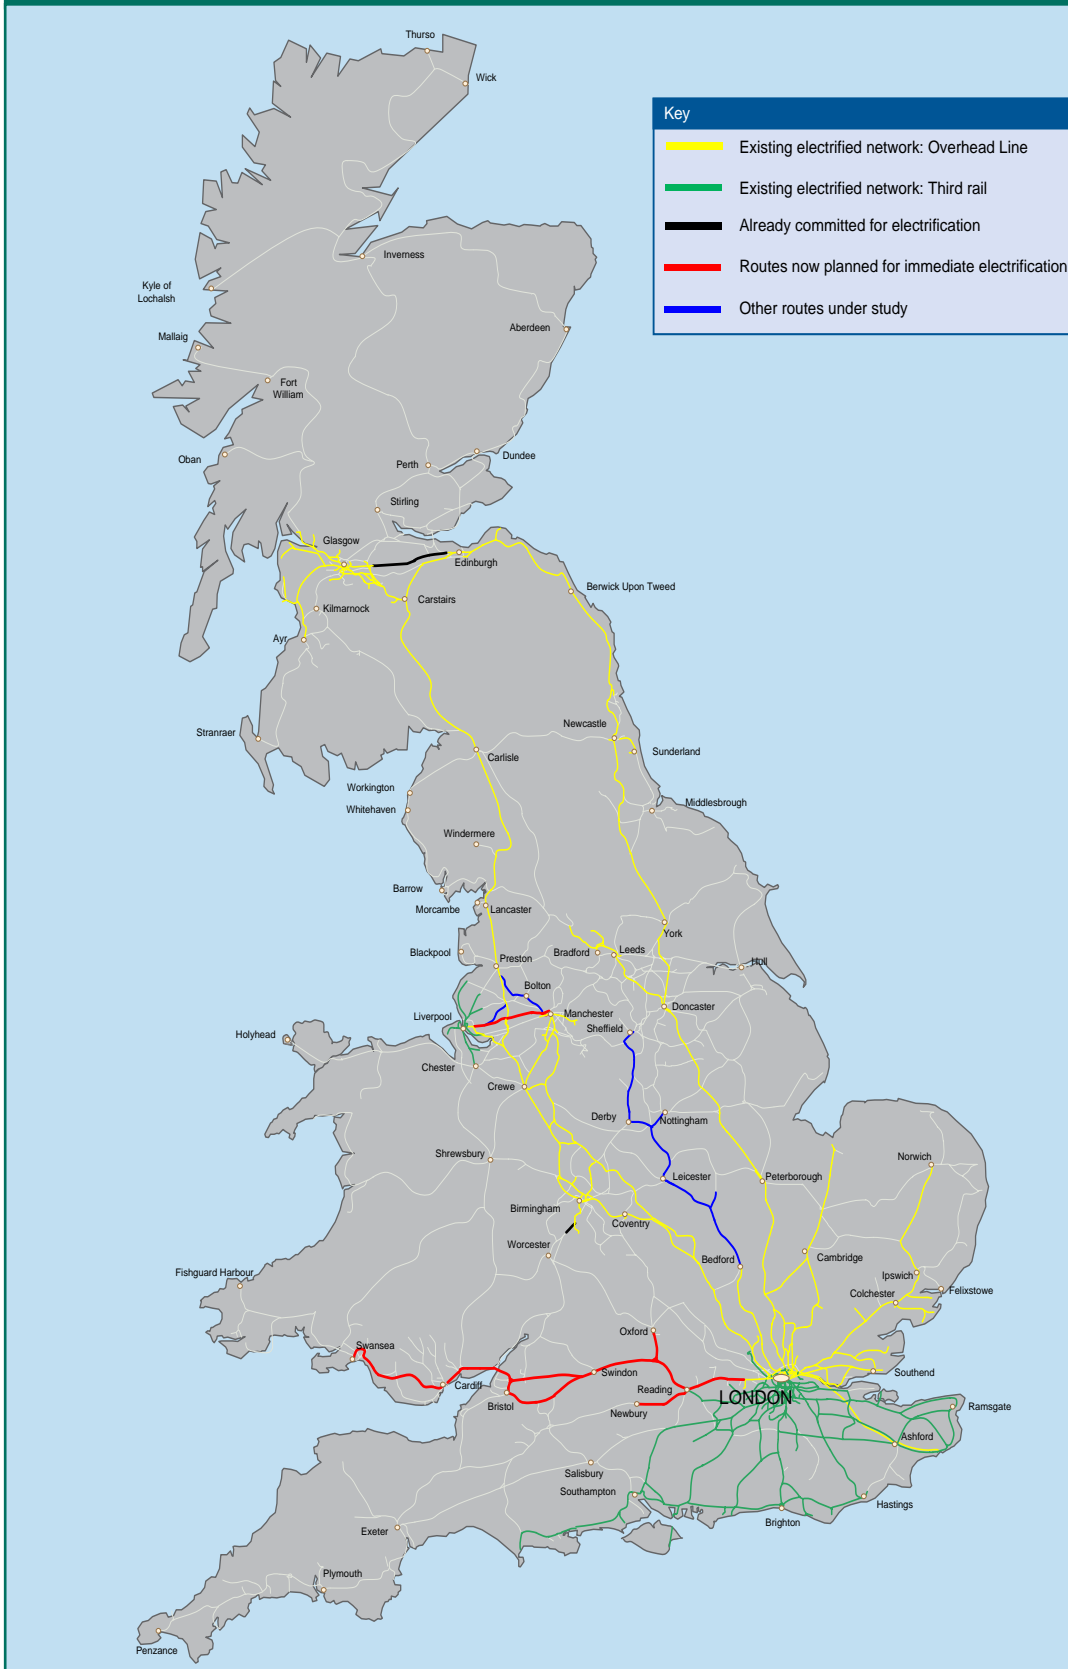 Thurso
Wick
Key
Existing electrified network: Overhead Line
Existing electrified network: Third rail
Already committed for electrification
Routes now planned for immediate electrification
Other routes under study
Inverness
Kyle of
Lochalsh
Aberdeen
Mallaig
Fort
William
Oban
Perth
Dundee
Stirling
Glasgow
Edinburgh
Berwick Upon Tweed
Carstairs
Kilmarnock
Ayr
Newcastle
Stranraer
Sunderland
Carlisle
Workington
Whitehaven
Middlesbrough
Windermere
Barrow
Morcambe
Lancaster
York
Blackpool
Preston
Bradford
Leeds
Hull
Bolton
Doncaster
Liverpool
Manchester
Sheffield
Holyhead
Chester
Crewe
Derby
Nottingham
Shrewsbury
Norwich
Leicester
Peterborough
Birmingham
Coventry
Worcester
Bedford
Cambridge
Fishguard Harbour
Ipswich
Colchester
Felixstowe
Oxford
Swansea
Swindon
Southend
Cardiff
Reading
LONDON
Bristol
Newbury
Ramsgate
Ashford
Salisbury
Southampton
Hastings
Brighton
Exeter
Plymouth
Penzance